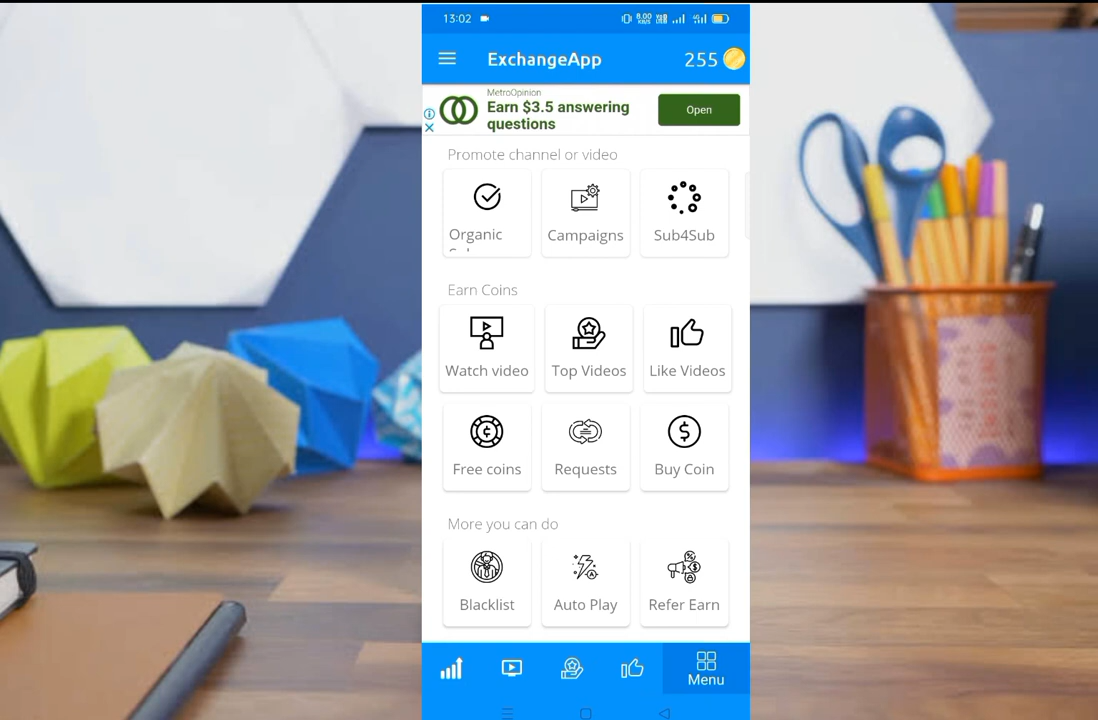 13:02
8.00
ExchangeApp
255
MetroOpinion
Earn $3.5 answering
questions
Open
Promote channel or video
Organic
Campaigns
Sub4Sub
Earn Coins
Watch video
Top Videos
Like Videos
Free coins
Requests
Buy Coin
More you can do
Blacklist
Auto Play
Refer Earn
Menu